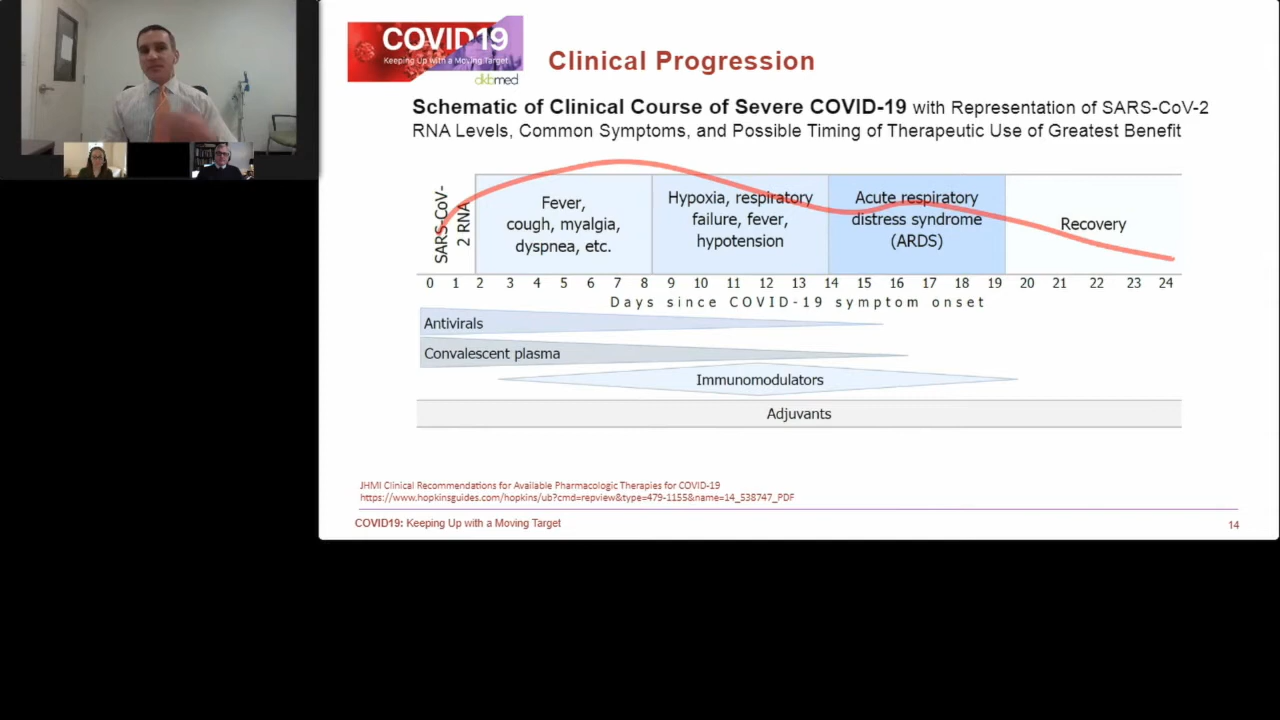 COVID19
Keeping Up with a Moving Target
dkbmed
Clinical Progression
Schematic of Clinical Course of Severe COVID-19 with Representation of SARS-CoV-2
RNA Levels, Common Symptoms, and Possible Timing of Therapeutic Use of Greatest Benefit
SARS-CoV-
2 RNA
Fever,
cough, myalgia,
dyspnea, etc.
Hypoxia, respiratory
failure, fever,
hypotension
Acute respiratory
distress syndrome
(ARDS)
Recovery
0 1 2 3 4 5 6 7 8 9 10 11 12 13 14 15 16 17 18 19 20 21 22 23 24
Days since COVID-19 symptom onset
Antivirals
Convalescent plasma
Immunomodulators
Adjuvants
JHMI Clinical Recommendations for Available Pharmacologic Therapies for COVID-19
https://www.hopkinsguides.com/hopkins/ub?cmd=repview&type=479-1155&name=14_538747_PDF
COVID19: Keeping Up with a Moving Target
14